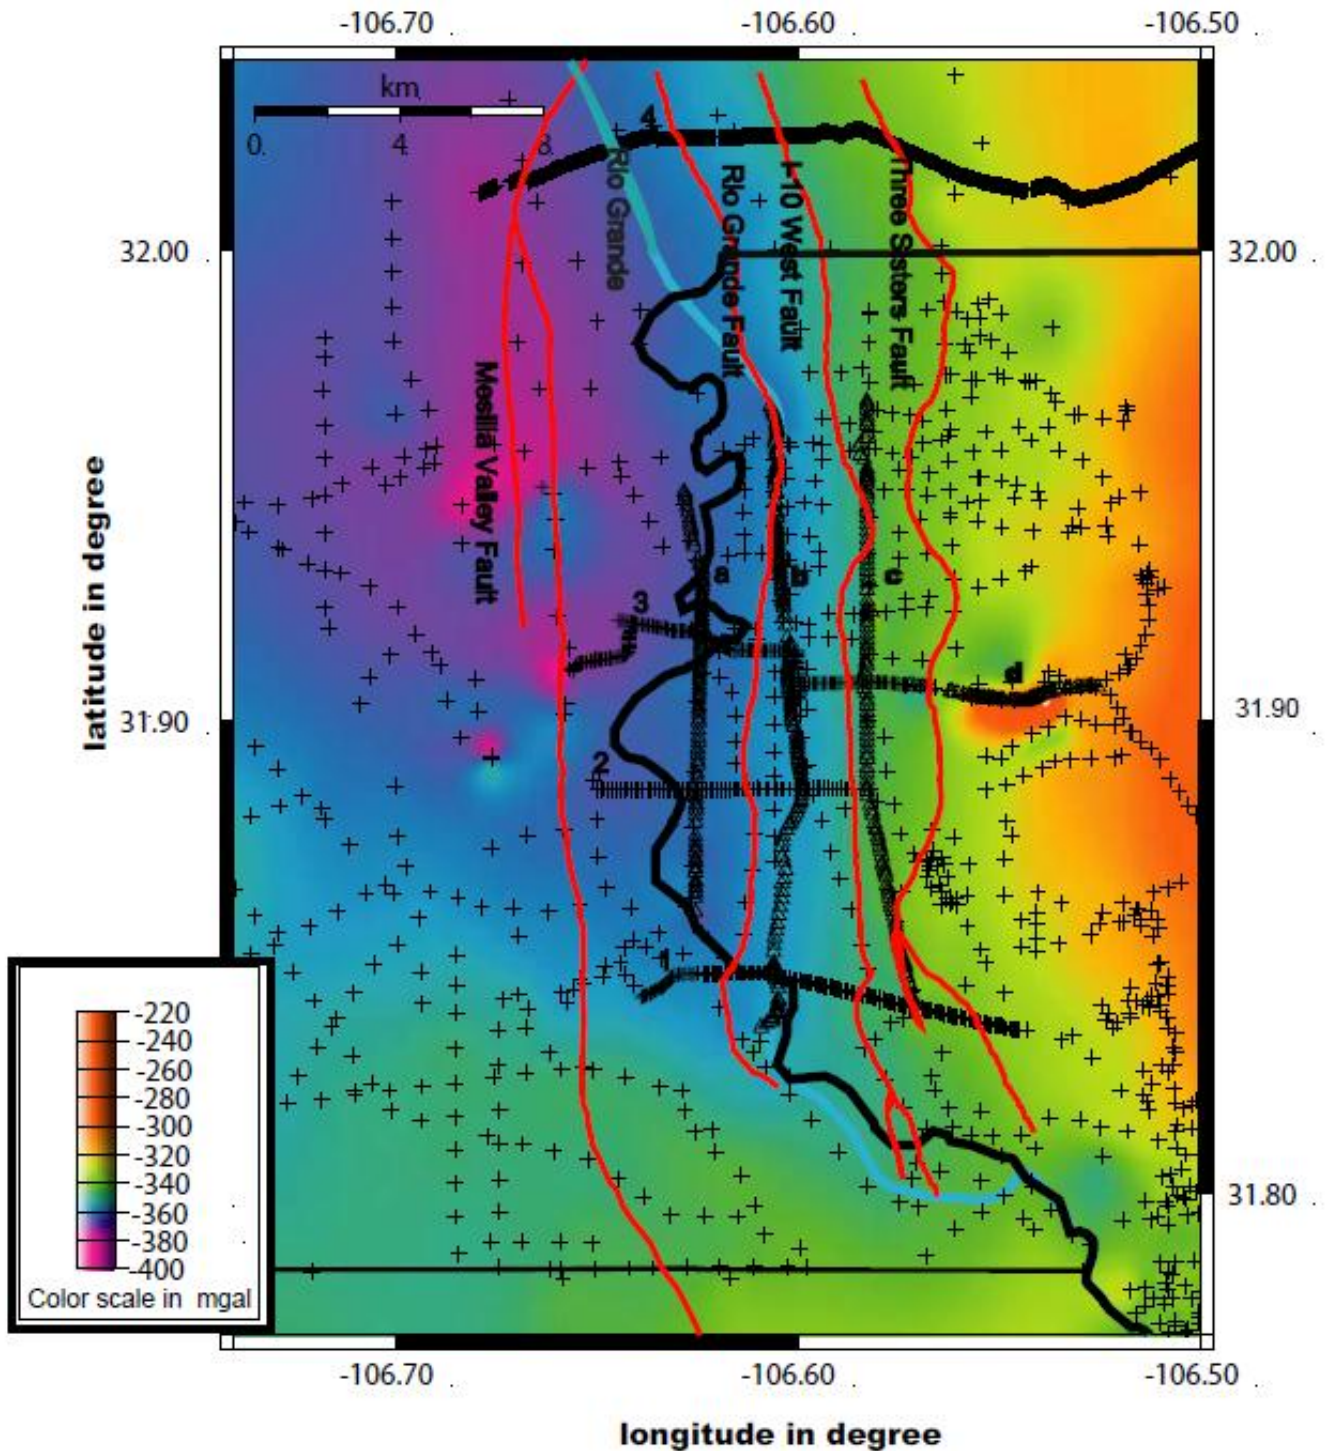 -106.70 -106.60 -106.50
km
0. 4. 8.
4
Rio Grande
Rio Grande Fault
I-10 West Fault
Three Sisters Fault
32.00 32.00
Mesilla Valley Fault
latitude in degree
a b c
3
d
31.90 31.90
2
1
-220
-240
-260
-280
-300
-320
-340
-360
-380
-400
Color scale in mgal
31.80
-106.70 -106.60 -106.50
longitude in degree